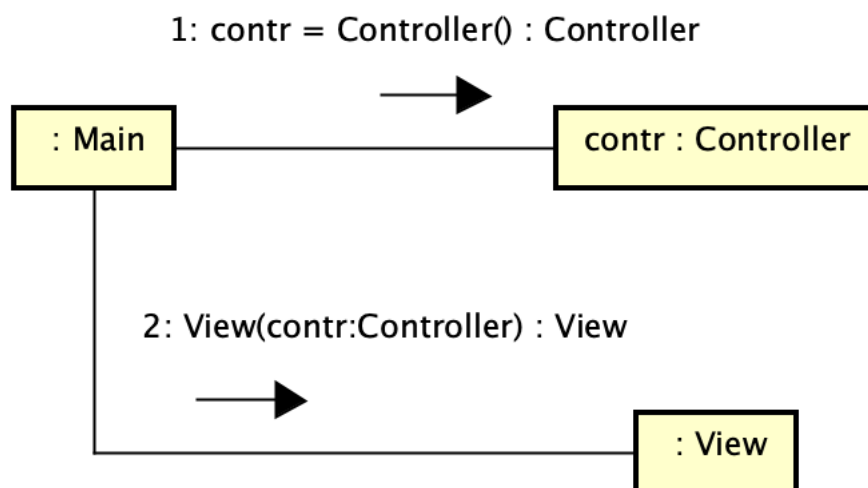 1: contr = Controller() : Controller
: Main
contr : Controller
2: View(contr:Controller) : View
: View